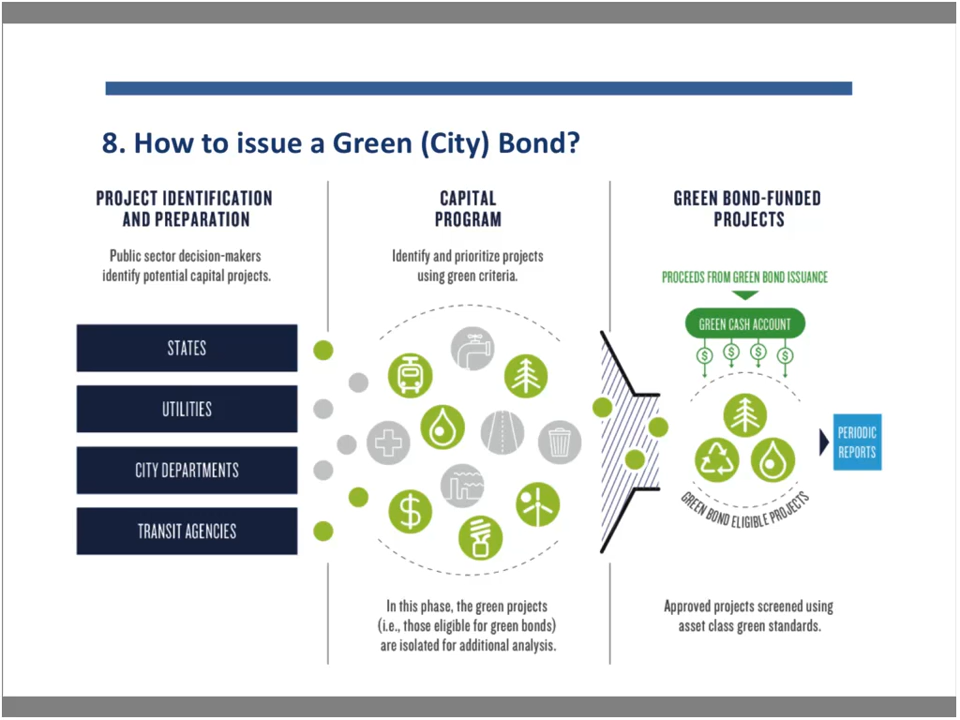 8. How to issue a Green (City) Bond?
PROJECT IDENTIFICATION
AND PREPARATION
Public sector decision-makers
identify potential capital projects.
STATES
UTILITIES
CITY DEPARTMENTS
TRANSIT AGENCIES
CAPITAL
PROGRAM
Identify and prioritize projects
using green criteria.
$
In this phase, the green projects
(i.e., those eligible for green bonds)
are isolated for additional analysis.
GREEN BOND-FUNDED
PROJECTS
PROCEEDS FROM GREEN BOND ISSUANCE
GREEN CASH ACCOUNT
$ $ $ $
GREEN BOND ELIGIBLE PROJECTS
PERIODIC
REPORTS
Approved projects screened using
asset class green standards.